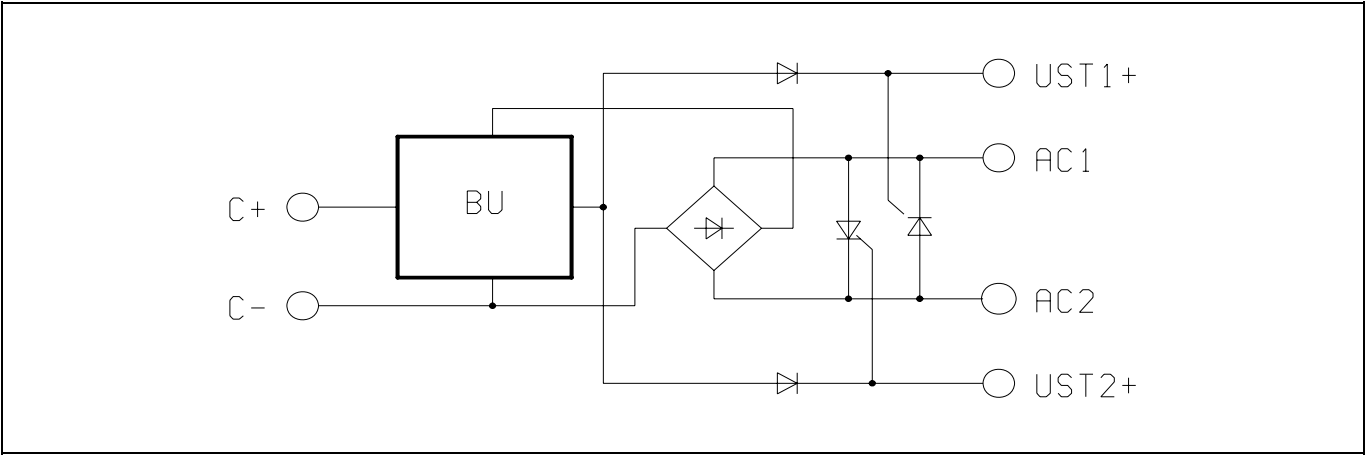 UST1+
AC1
BU
C+
C-
AC2
UST2+